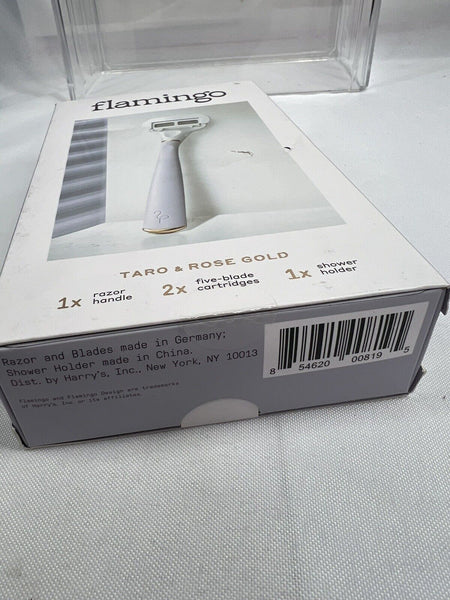 flamingo
TARO & ROSE GOLD
1x razor handle 2x five-blade cartridges 1x shower holder
Razor and Blades made in Germany;
Shower Holder made in China.
Dist. by Harry's, Inc., New York, NY 10013
Flamingo and Flamingo Design are trademarks
of Harry's, Inc or its affiliates.
8 54620 00819 5